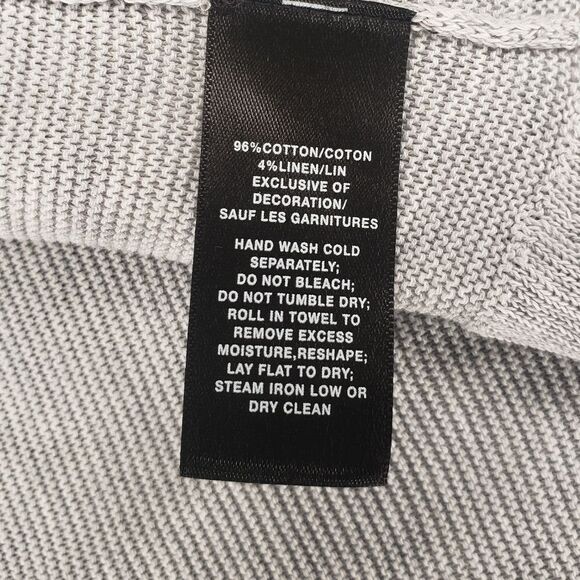 96%COTTON/COTON
4%LINEN/LIN
EXCLUSIVE OF
DECORATION/
SAUF LES GARNITURES
HAND WASH COLD
SEPARATELY;
DO NOT BLEACH;
DO NOT TUMBLE DRY;
ROLL IN TOWEL TO
REMOVE EXCESS
MOISTURE,RESHAPE;
LAY FLAT TO DRY;
STEAM IRON LOW OR
DRY CLEAN